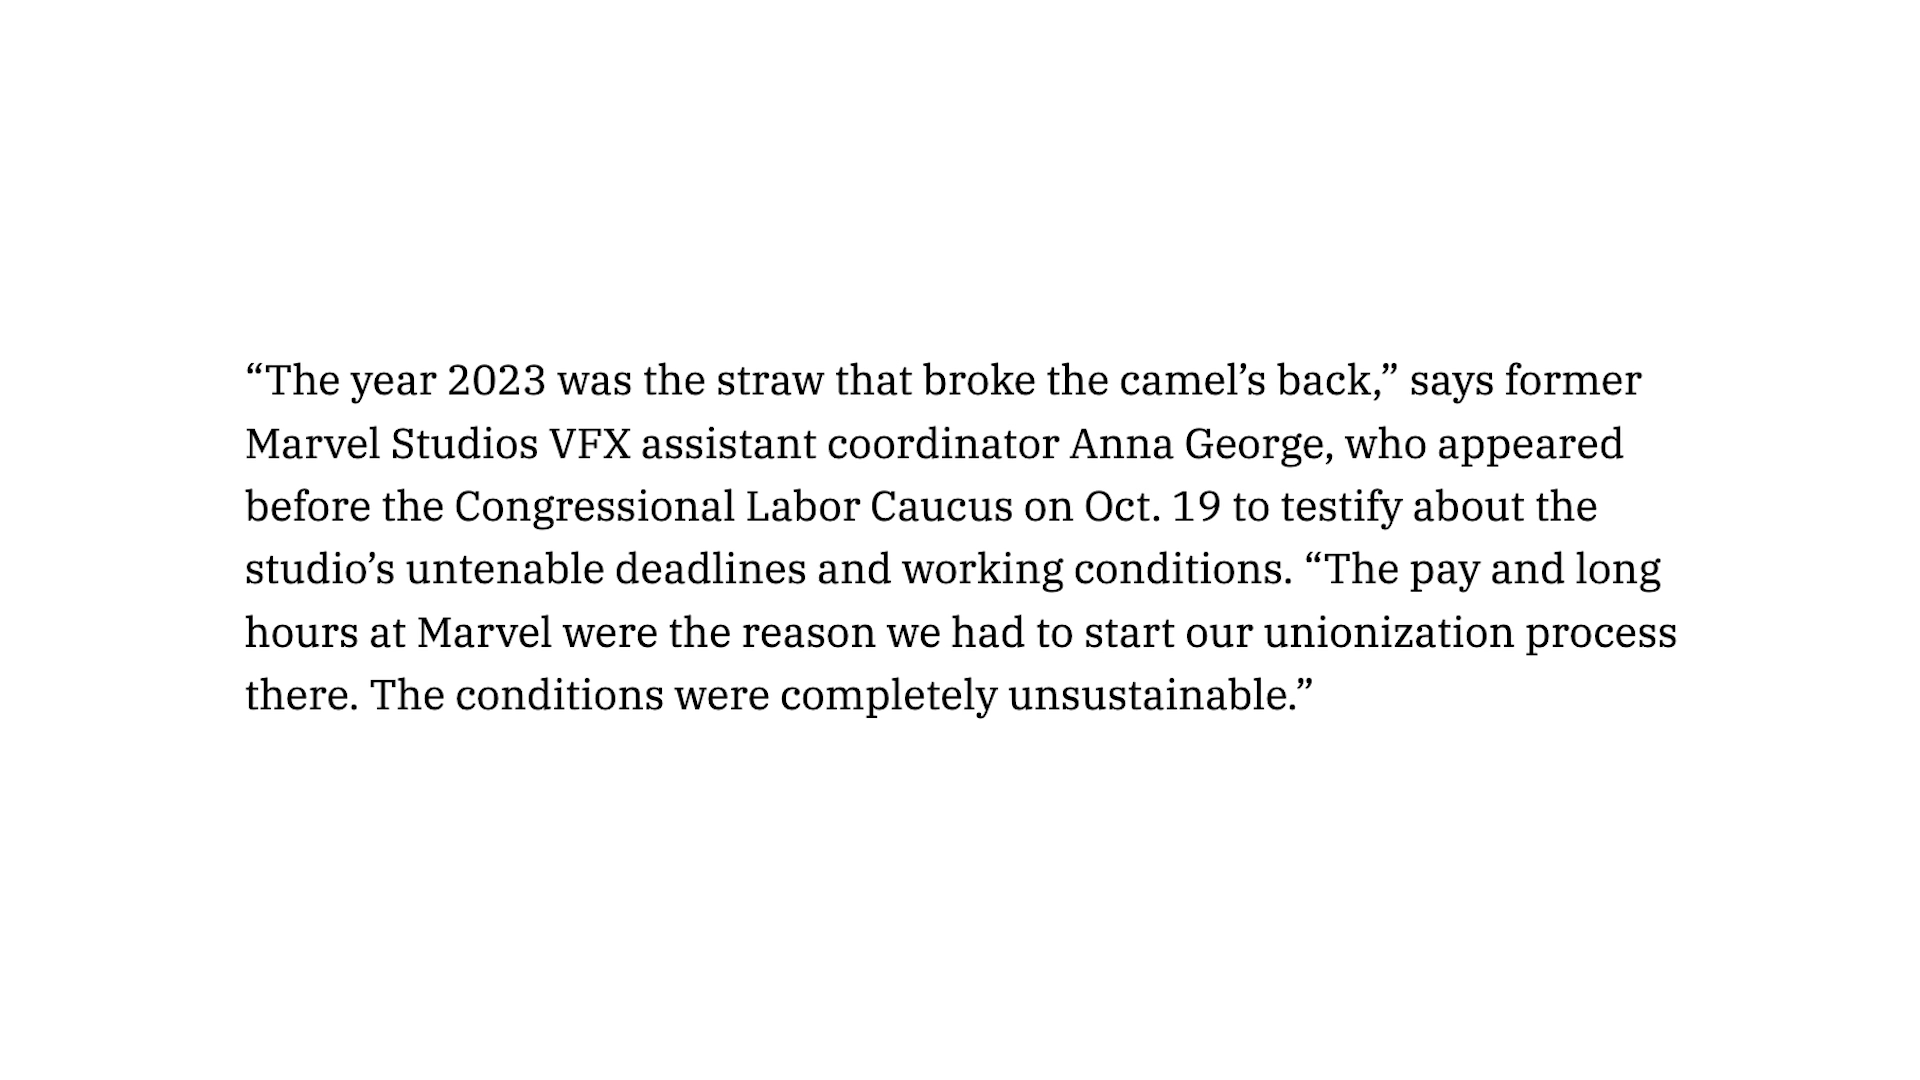 “The year 2023 was the straw that broke the camel’s back,” says former
Marvel Studios VFX assistant coordinator Anna George, who appeared
before the Congressional Labor Caucus on Oct. 19 to testify about the
studio’s untenable deadlines and working conditions. “The pay and long
hours at Marvel were the reason we had to start our unionization process
there. The conditions were completely unsustainable.”